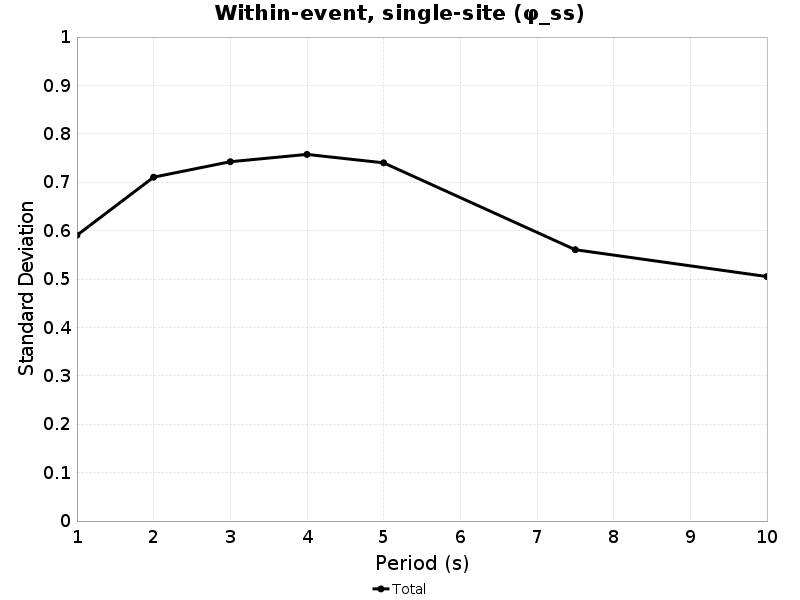 Within-event, single-site (φ_ss)
1
0.9
0.8
0.7
0.6
0.5
0.4
0.3
0.2
0.1
0
Standard Deviation
1 2 3 4 5 6 7 8 9 10
Period (s)
Total